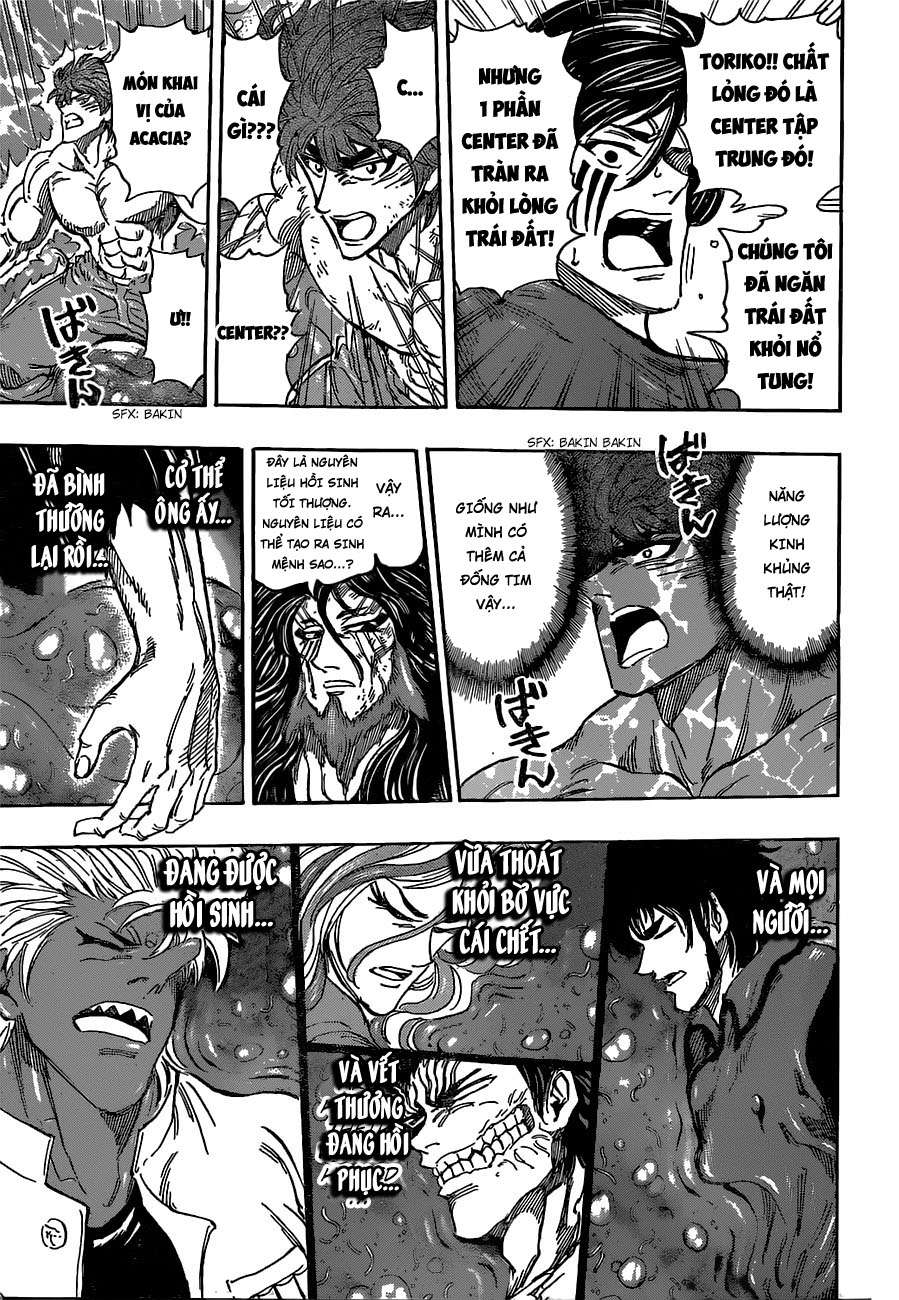 TORIKO!! CHẤT
LỎNG ĐÓ LÀ
CENTER TẬP
TRUNG ĐÓ!
CHÚNG TÔI
ĐÃ NGĂN
TRÁI ĐẤT
KHỎI NỔ
TUNG!
NHƯNG
1 PHẦN
CENTER ĐÃ
TRÀN RA
KHỎI LÒNG
TRÁI ĐẤT!
C...
CÁI
GÌ???
CENTER??
MÓN KHAI
VỊ CỦA
ACACIA?
Ư!!
ばきん
SFX: BAKIN
SFX: BAKIN BAKIN
ばきん
NĂNG
LƯỢNG
KINH
KHỦNG
THẬT!
GIỐNG NHƯ
MÌNH CÓ
THÊM CẢ
ĐỐNG TIM
VẬY...
ばきん
VẬY
RA...
ĐÂY LÀ NGUYÊN
LIỆU HỒI SINH
TỐI THƯỢNG.
NGUYÊN LIỆU CÓ
THỂ TẠO RA SINH
MỆNH SAO...?
CƠ THỂ
ÔNG ẤY...
ĐÃ BÌNH
THƯỜNG
LẠI RỒI...
VÀ MỌI
NGƯỜI...
VỪA THOÁT
KHỎI BỜ VỰC
CÁI CHẾT...
VÀ VẾT
THƯƠNG
ĐANG HỒI
PHỤC...
ĐANG ĐƯỢC
HỒI SINH...